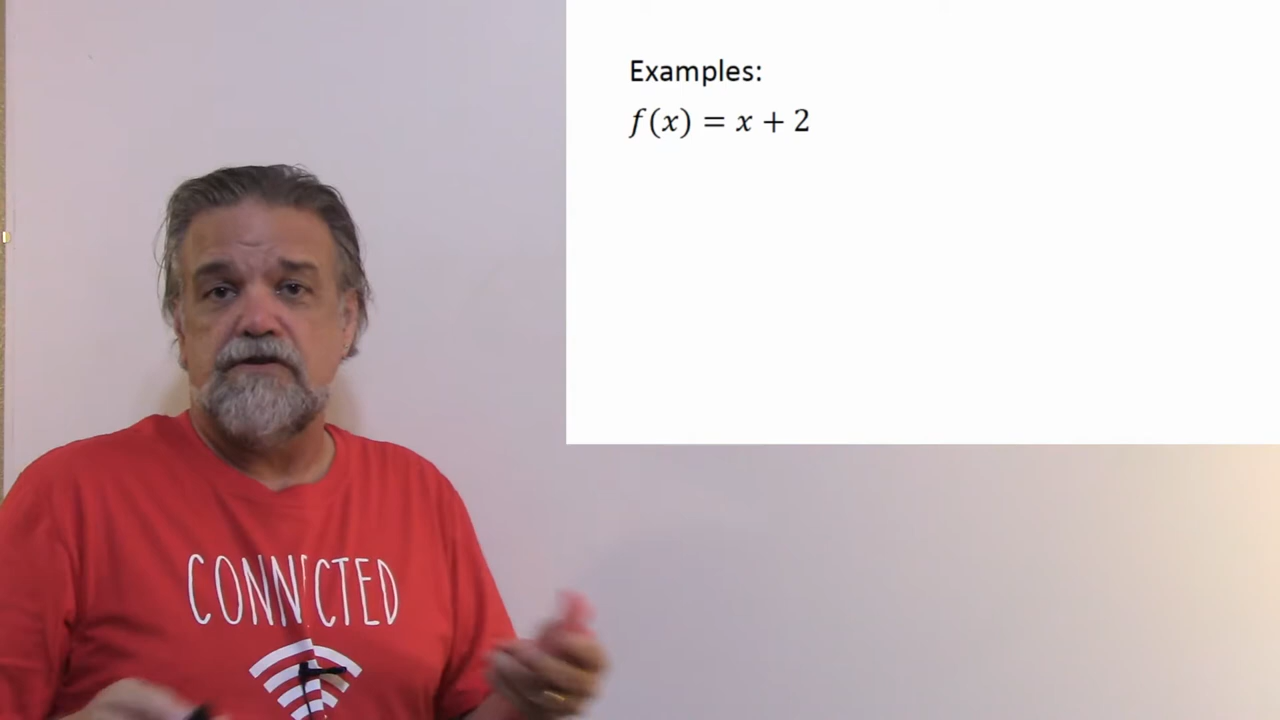 Examples:
f(x) = x + 2
CONNECTED